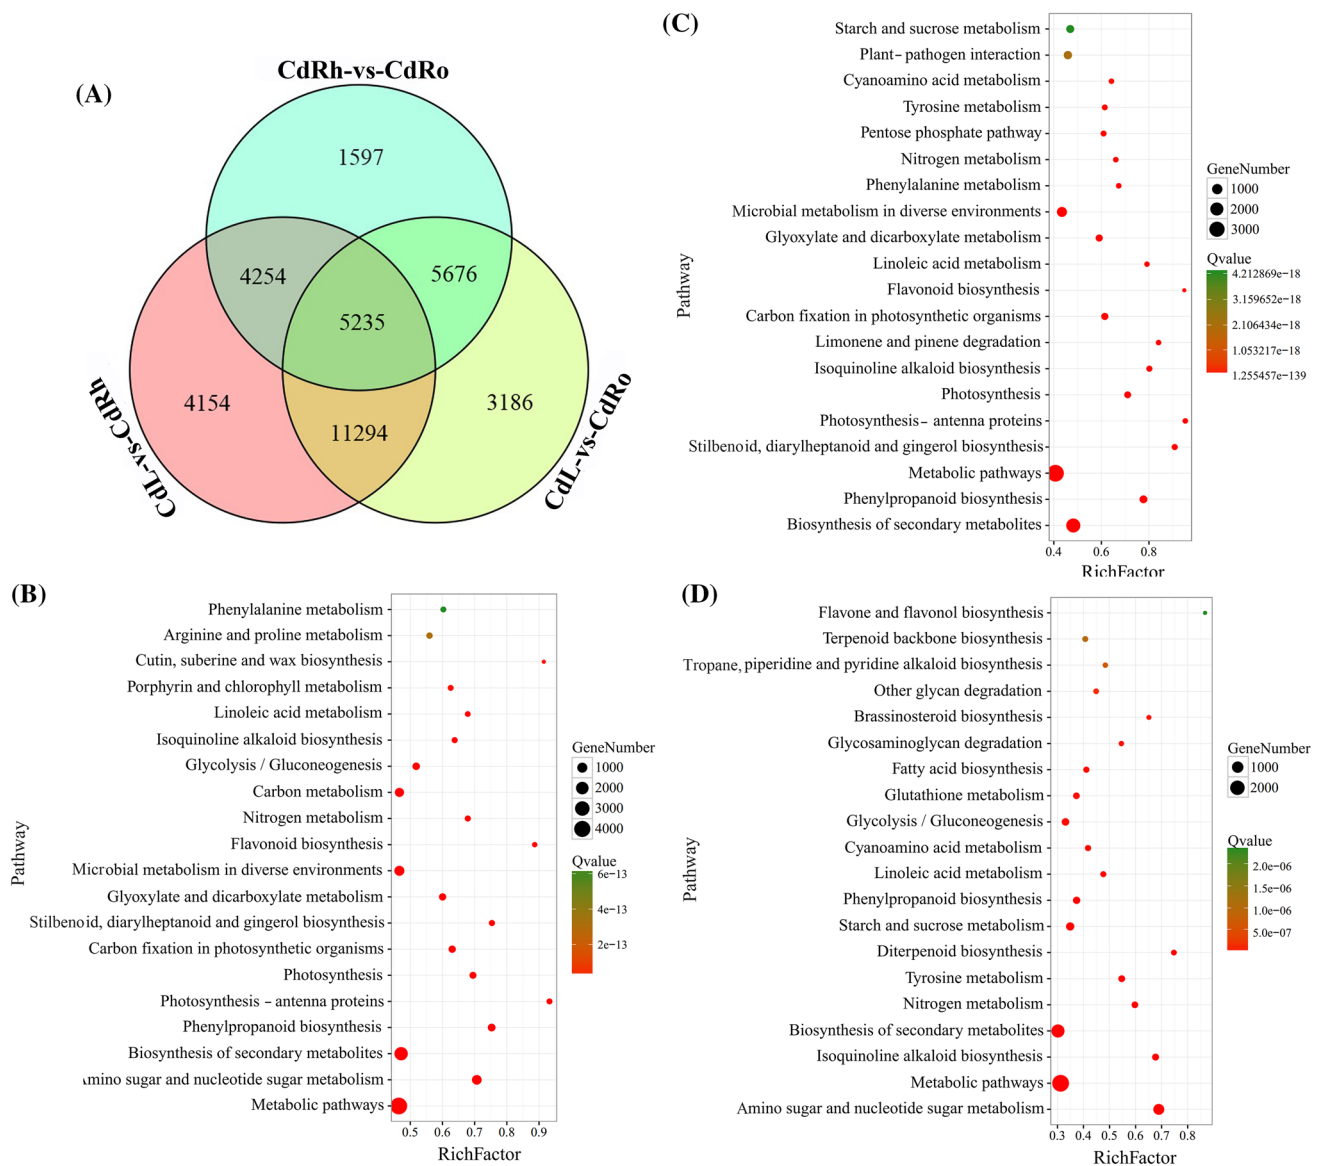 (A)
CdRh-vs-CdRo
1597
4254
5676
5235
4154
11294
3186
CdL-vs-CdRh
CdL-vs-CdRo
(C)
Pathway
Starch and sucrose metabolism
Plant-pathogen interaction
Cyanoamino acid metabolism
Tyrosine metabolism
Pentose phosphate pathway
Nitrogen metabolism
Phenylalanine metabolism
Microbial metabolism in diverse environments
Glyoxylate and dicarboxylate metabolism
Linoleic acid metabolism
Flavonoid biosynthesis
Carbon fixation in photosynthetic organisms
Limonene and pinene degradation
Isoquinoline alkaloid biosynthesis
Photosynthesis
Photosynthesis- antenna proteins
Stilbenoid, diarylheptanoid and gingerol biosynthesis
Metabolic pathways
Phenylpropanoid biosynthesis
Biosynthesis of secondary metabolites
0.4 0.6 0.8
RichFactor
GeneNumber
1000
2000
3000
Qvalue
4.212869e-18
3.159652e-18
2.106434e-18
1.053217e-18
1.255457e-139
(B)
Pathway
Phenylalanine metabolism
Arginine and proline metabolism
Cutin, suberine and wax biosynthesis
Porphyrin and chlorophyll metabolism
Linoleic acid metabolism
Isoquinoline alkaloid biosynthesis
Glycolysis / Gluconeogenesis
Carbon metabolism
Nitrogen metabolism
Flavonoid biosynthesis
Microbial metabolism in diverse environments
Glyoxylate and dicarboxylate metabolism
Stilbenoid, diarylheptanoid and gingerol biosynthesis
Carbon fixation in photosynthetic organisms
Photosynthesis
Photosynthesis - antenna proteins
Phenylpropanoid biosynthesis
Biosynthesis of secondary metabolites
Amino sugar and nucleotide sugar metabolism
Metabolic pathways
0.5 0.6 0.7 0.8 0.9
RichFactor
GeneNumber
1000
2000
3000
4000
Qvalue
6e-13
4e-13
2e-13
(D)
Pathway
Flavone and flavonol biosynthesis
Terpenoid backbone biosynthesis
Tropane, piperidine and pyridine alkaloid biosynthesis
Other glycan degradation
Brassinosteroid biosynthesis
Glycosaminoglycan degradation
Fatty acid biosynthesis
Glutathione metabolism
Glycolysis / Gluconeogenesis
Cyanoamino acid metabolism
Linoleic acid metabolism
Phenylpropanoid biosynthesis
Starch and sucrose metabolism
Diterpenoid biosynthesis
Tyrosine metabolism
Nitrogen metabolism
Biosynthesis of secondary metabolites
Isoquinoline alkaloid biosynthesis
Metabolic pathways
Amino sugar and nucleotide sugar metabolism
0.3 0.4 0.5 0.6 0.7 0.8
RichFactor
GeneNumber
1000
2000
Qvalue
2.0e-06
1.5e-06
1.0e-06
5.0e-07